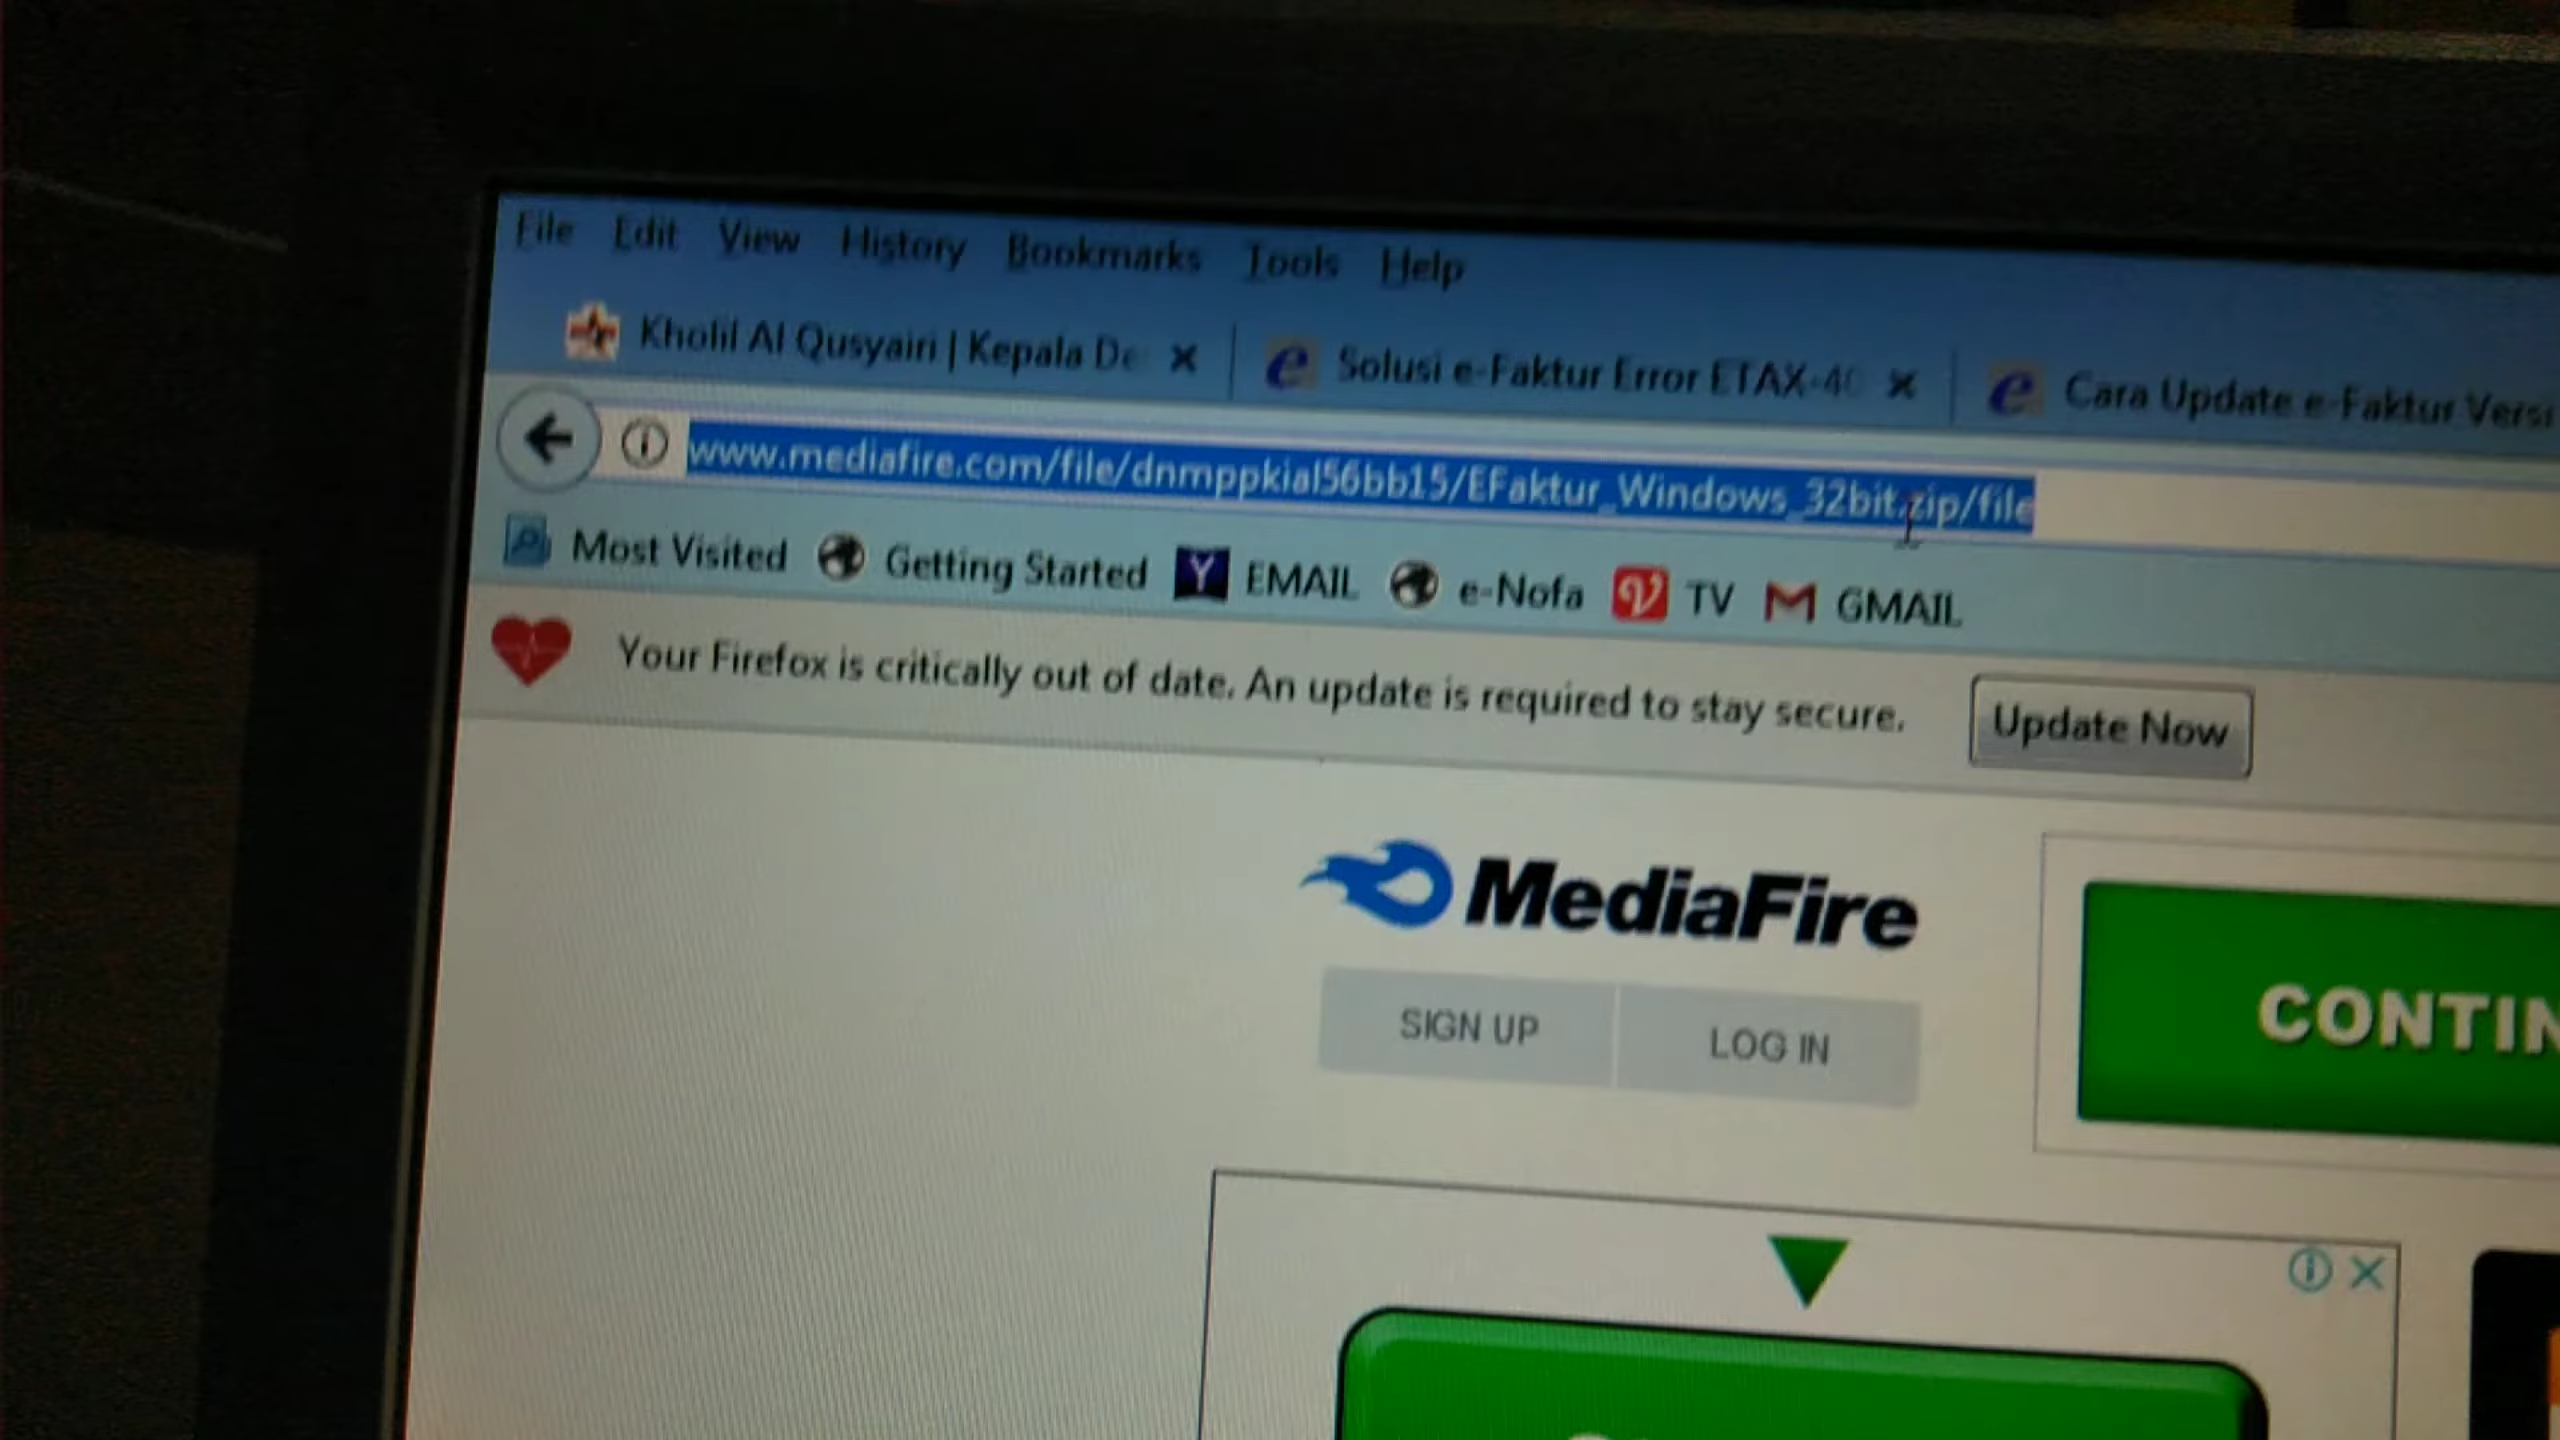 File Edit View History Bookmarks Tools Help
Kholil Al Qusyairi | Kepala De Solusi e-Faktur Error ETAX-40 Cara Update e-Faktur Versi
www.mediafire.com/file/dnmppkial56bb15/EFaktur_Windows_32bit.zip/file
Most Visited Getting Started EMAIL e-Nofa TV GMAIL
Your Firefox is critically out of date. An update is required to stay secure. Update Now
MediaFire
SIGN UP LOG IN
CONTIN